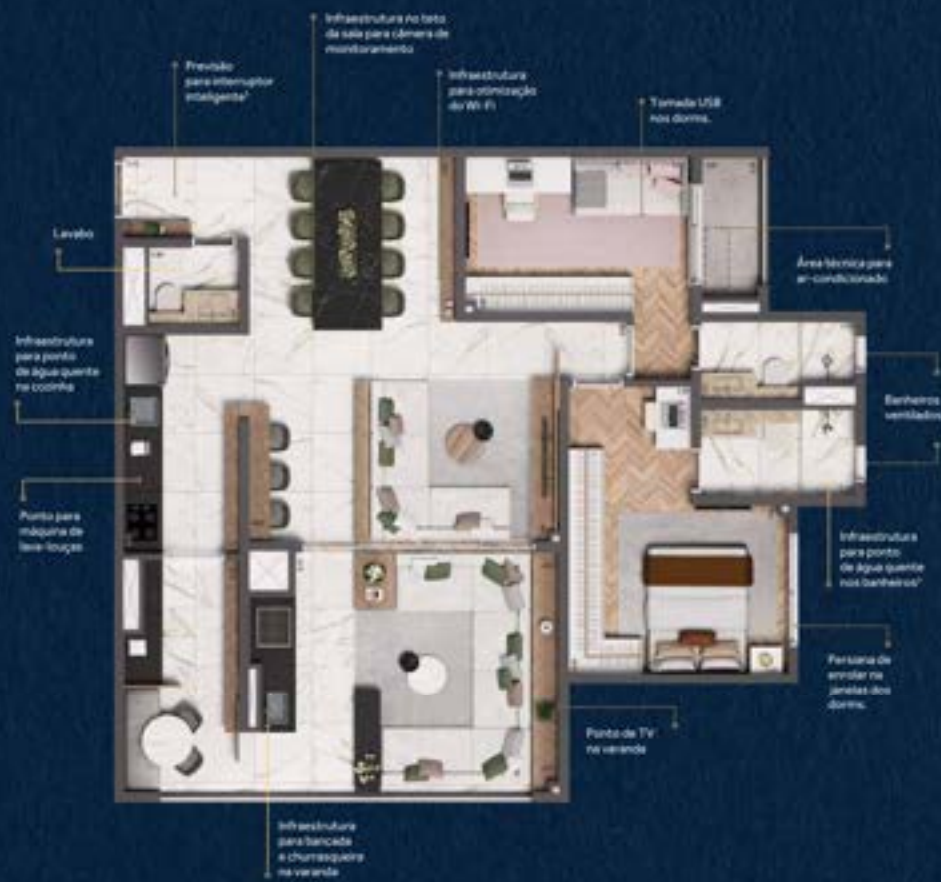 Infraestrutura no teto
da sala para câmera de
monitoramento
Previsão
para interruptor
inteligente¹
Infraestrutura
para otimização
do Wi-Fi
Tomada USB
nos dorms.
Lavabo
Área técnica para
ar-condicionado
Infraestrutura
para ponto
de água quente
na cozinha
Banheiros
ventilados
Ponto para
máquina de
lava-louças
Infraestrutura
para ponto
de água quente
nos banheiros²
Persiana de
enrolar na
janelas dos
dorms.
Ponto de TV
na varanda
Infraestrutura
para bancada
e churrasqueira
na varanda